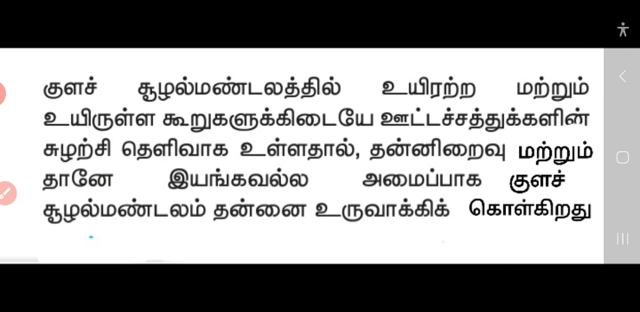 குளச் சூழல்மண்டலத்தில் உயிரற்ற மற்றும்
உயிருள்ள கூறுகளுக்கிடையே ஊட்டச்சத்துக்களின்
சுழற்சி தெளிவாக உள்ளதால், தன்னிறைவு மற்றும்
தானே இயங்கவல்ல அமைப்பாக குளச்
சூழல்மண்டலம் தன்னை உருவாக்கிக் கொள்கிறது